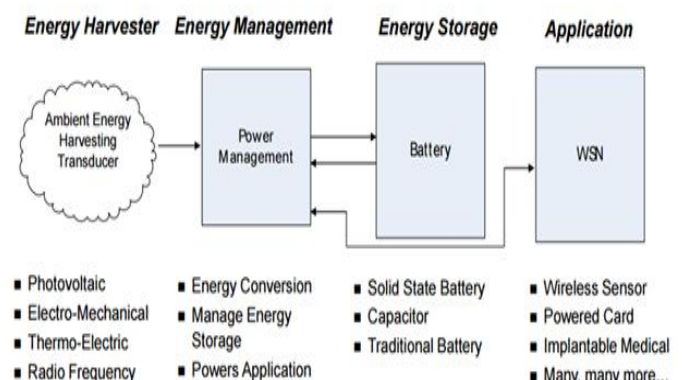 Energy Harvester
Energy Management
Energy Storage
Application
Ambient Energy
Harvesting
Transducer
Power
Management
Battery
WSN
▪ Photovoltaic
▪ Electro-Mechanical
▪ Thermo-Electric
▪ Radio Frequency
▪ Energy Conversion
▪ Manage Energy
Storage
▪ Powers Application
▪ Solid State Battery
▪ Capacitor
▪ Traditional Battery
▪ Wireless Sensor
▪ Powered Card
▪ Implantable Medical
▪ Many, many more...